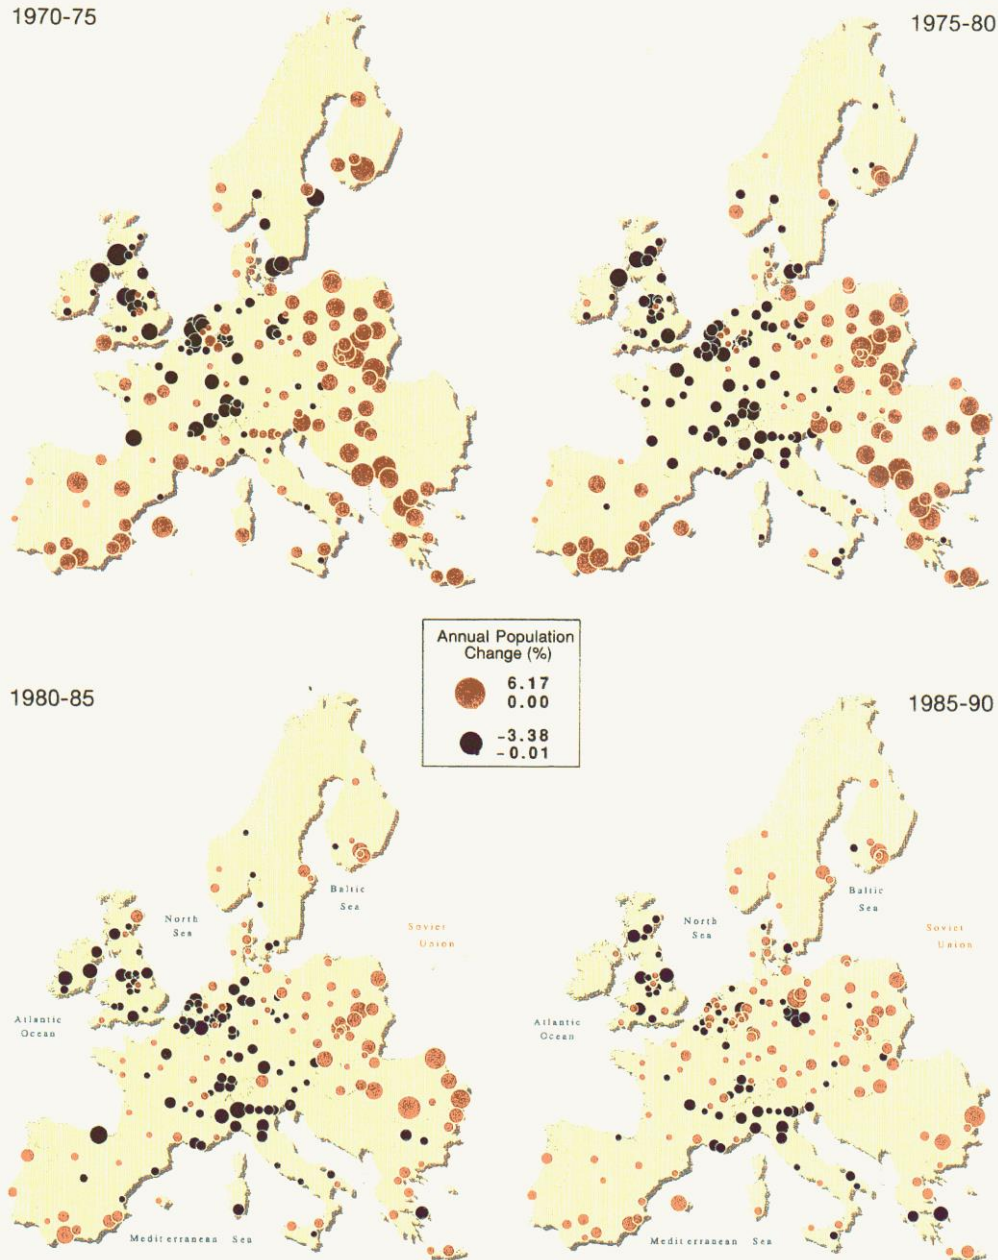 1970-75
1975-80
Annual Population
Change (%)
6.17
0.00
-3.38
-0.01
1980-85
1985-90
Baltic
Sea
North
Sea
Soviet
Union
Atlantic
Ocean
Mediterranean Sea
Baltic
Sea
North
Sea
Soviet
Union
Atlantic
Ocean
Mediterranean Sea